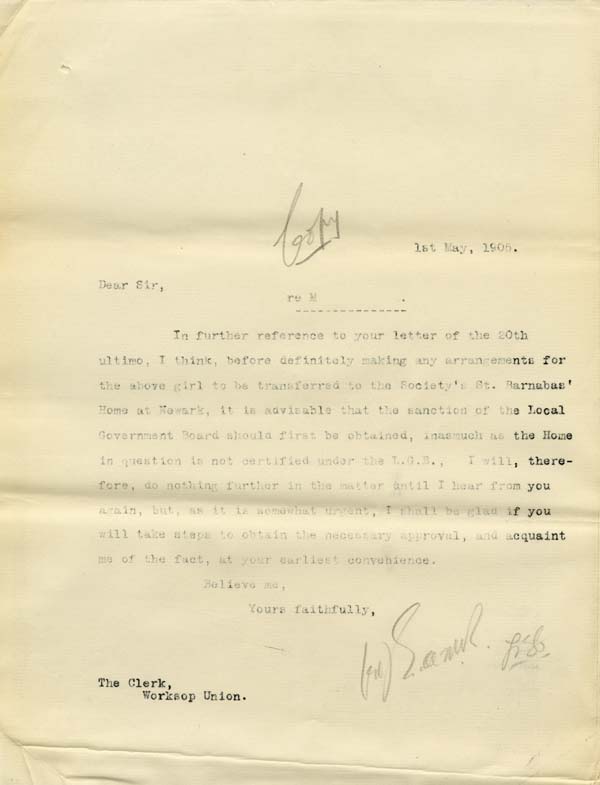 Copy
1st May, 1905.
Dear Sir,
re M          .
In further reference to your letter of the 20th
ultimo, I think, before definitely making any arrangements for
the above girl to be transferred to the Society's St. Barnabas'
Home at Newark, it is advisable that the sanction of the Local
Government Board should first be obtained, inasmuch as the Home
in question is not certified under the L.G.B., I will, there-
fore, do nothing further in the matter until I hear from you
again, but, as it is somewhat urgent, I shall be glad if you
will take steps to obtain the necessary approval, and acquaint
me of the fact, at your earliest convenience.
Believe me,
Yours faithfully,
The Clerk,
Worksop Union.